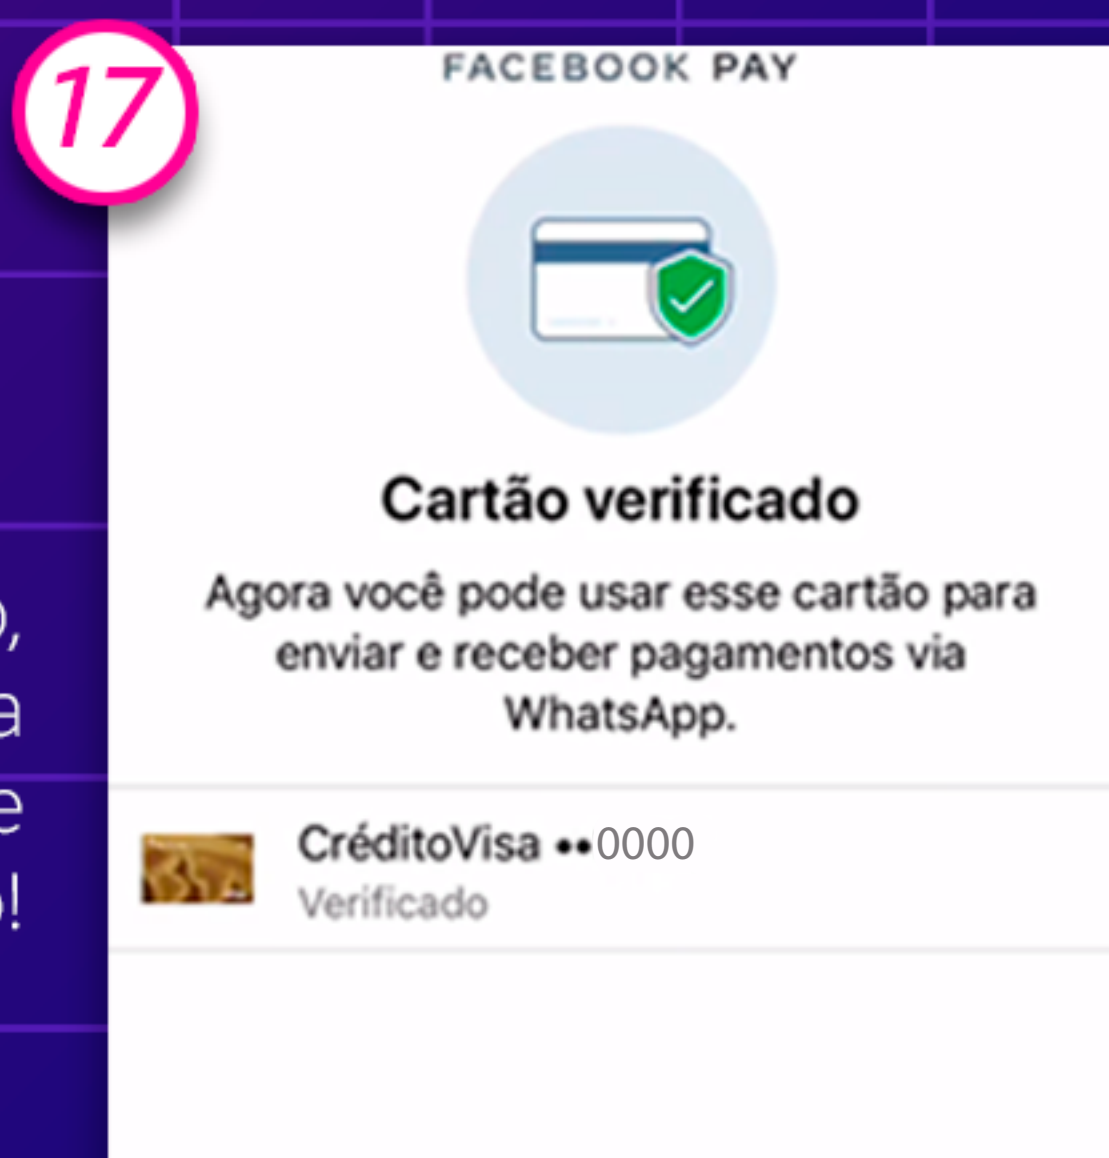 17
FACEBOOK PAY
Cartão verificado
Agora você pode usar esse cartão para
enviar e receber pagamentos via
WhatsApp.
CréditoVisa ••0000
Verificado